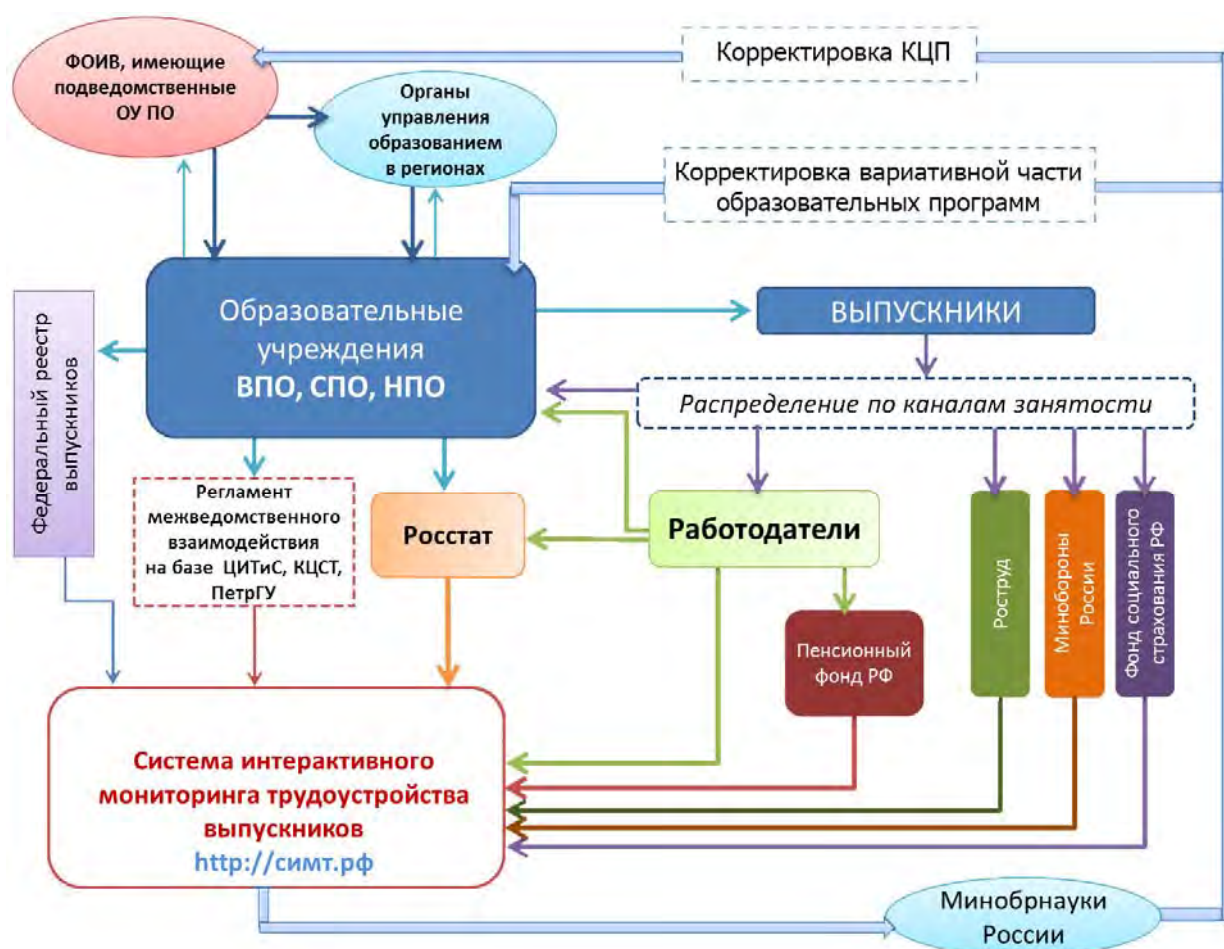 ФОИВ, имеющие
подведомственные
ОУ ПО
Органы
управления
образованием
в регионах
Корректировка КЦП
Корректировка вариативной части
образовательных программ
Образовательные
учреждения
ВПО, СПО, НПО
ВЫПУСКНИКИ
Распределение по каналам занятости
Федеральный реестр
выпускников
Регламент
межведомственного
взаимодействия
на базе ЦИТиС, КЦСТ,
ПетрГУ
Росстат
Работодатели
Пенсионный
фонд РФ
Роструд
Минобороны
России
Фонд социального
страхования РФ
Система интерактивного
мониторинга трудоустройства
выпускников
http://симт.рф
Минобрнауки
России